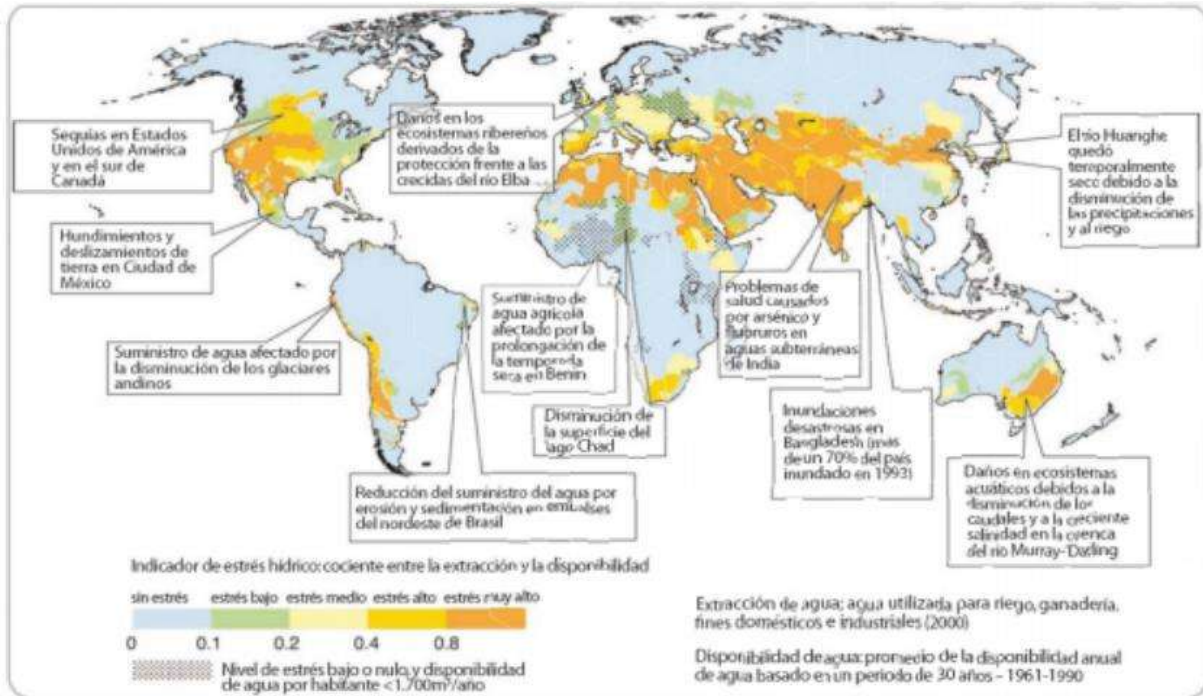 Sequías en Estados
Unidos de América
y en el sur de
Canadá
Daños en los
ecosistemas ribereños
derivados de la
protección frente a las
crecidas del río Elba
El río Huanghe
quedó
temporalmente
seco debido a la
disminución de
las precipitaciones
y al riego
Hundimientos y
deslizamientos de
tierra en Ciudad de
México
Suministro de agua afectado por
la disminución de los glaciares
andinos
Suministro de
agua agrícola
afectado por la
prolongación de
la temporada
seca en Benin
Problemas de
salud causados
por arsénico y
fluoruros en
aguas subterráneas
de India
Disminución de
la superficie del
lago Chad
Inundaciones
desastrosas en
Bangladesh (más
de un 70% del país
inundado en 1993)
Daños en ecosistemas
acuáticos debidos a la
disminución de los
caudales y a la creciente
salinidad en la cuenca
del río Murray-Darling
Reducción del suministro del agua por
erosión y sedimentación en embalses
del nordeste de Brasil
Indicador de estrés hídrico: cociente entre la extracción y la disponibilidad
sin estrés estrés bajo estrés medio estrés alto estrés muy alto
0 0.1 0.2 0.4 0.8
Nivel de estrés bajo o nulo, y disponibilidad
de agua por habitante <1.700m³/año
Extracción de agua; agua utilizada para riego, ganadería,
fines domésticos e industriales (2000)
Disponibilidad de agua: promedio de la disponibilidad anual
de agua basado en un periodo de 30 años – 1961-1990